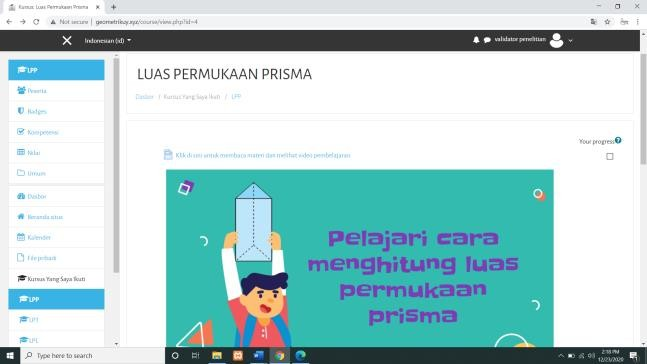 Kursus: Luas Permukaan Prisma
Not secure | geometrikuy.xyz/course/view.php?id=4
Indonesian (id)
validator penelitian
LPP
Peserta
Badges
Kompetensi
Nilai
Umum
Dasbor
Beranda situs
Kalender
File pribadi
Kursus Yang Saya Ikuti
LPP
LPT
LPL
LUAS PERMUKAAN PRISMA
Dasbor / Kursus Yang Saya Ikuti / LPP
Your progress
Klik di sini untuk membaca materi dan melihat video pembelajaran
Pelajari cara
menghitung luas
permukaan
prisma
Type here to search
2:18 PM
12/23/2020